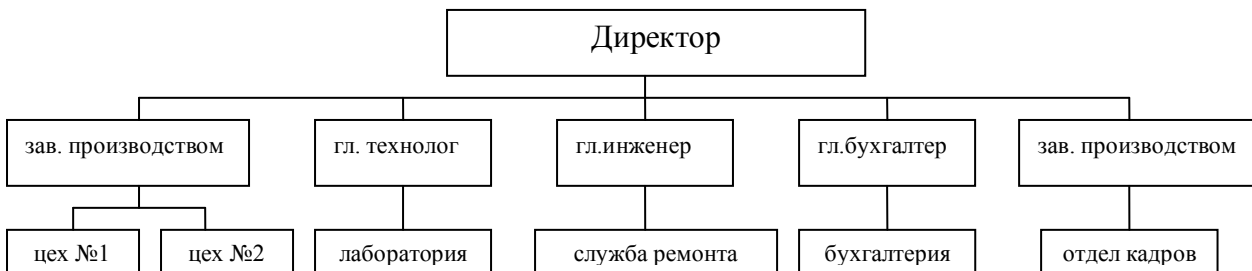 Директор
зав. производством
гл. технолог
гл.инженер
гл.бухгалтер
зав. производством
цех №1
цех №2
лаборатория
служба ремонта
бухгалтерия
отдел кадров